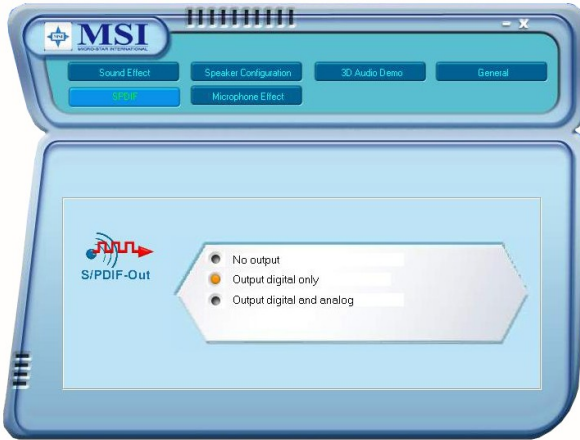 MSI
MICRO-STAR INTERNATIONAL
- X
Sound Effect
Speaker Configuration
3D Audio Demo
General
SPDIF
Microphone Effect
S/PDIF-Out
No output
Output digital only
Output digital and analog